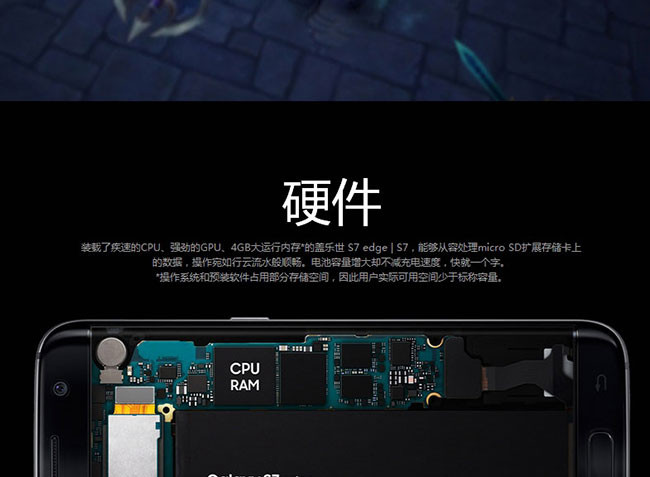 硬件
装载了疾速的CPU、强劲的GPU、4GB大运行内存*的盖乐世 S7 edge | S7，能够从容处理micro SD扩展存储卡上
的数据，操作宛如行云流水般顺畅。电池容量增大却不减充电速度，快就一个字。
*操作系统和预装软件占用部分存储空间，因此用户实际可用空间少于标称容量。
CPU
RAM